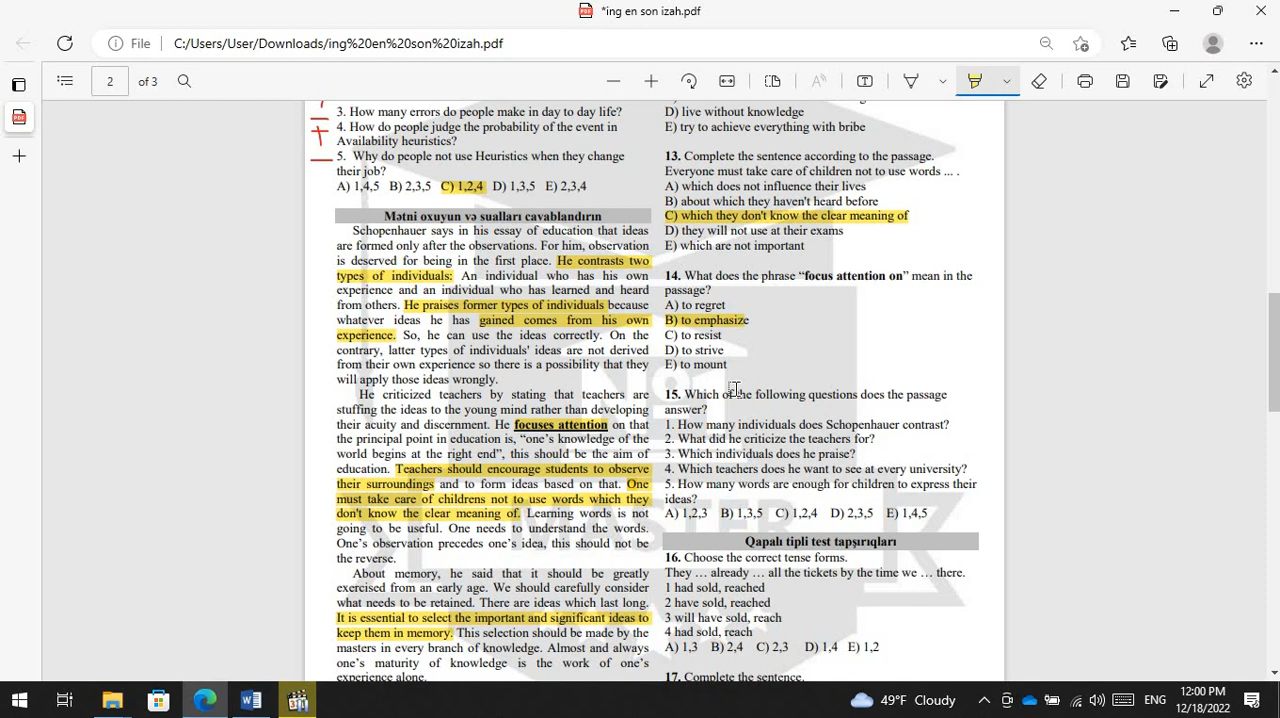 *ing en son izah.pdf
File
C:/Users/User/Downloads/ing%20en%20son%20izah.pdf
2
of 3
3. How many errors do people make in day to day life?
4. How do people judge the probability of the event in
Availability heuristics?
5. Why do people not use Heuristics when they change
their job?
A) 1,4,5 B) 2,3,5 C) 1,2,4 D) 1,3,5 E) 2,3,4
Mətni oxuyun və sualları cavablandırın
Schopenhauer says in his essay of education that ideas
are formed only after the observations. For him, observation
is deserved for being in the first place. He contrasts two
types of individuals: An individual who has his own
experience and an individual who has learned and heard
from others. He praises former types of individuals because
whatever ideas he has gained comes from his own
experience. So, he can use the ideas correctly. On the
contrary, latter types of individuals' ideas are not derived
from their own experience so there is a possibility that they
will apply those ideas wrongly.
He criticized teachers by stating that teachers are
stuffing the ideas to the young mind rather than developing
their acuity and discernment. He focuses attention on that
the principal point in education is, “one’s knowledge of the
world begins at the right end”, this should be the aim of
education. Teachers should encourage students to observe
their surroundings and to form ideas based on that. One
must take care of childrens not to use words which they
don't know the clear meaning of. Learning words is not
going to be useful. One needs to understand the words.
One’s observation precedes one’s idea, this should not be
the reverse.
About memory, he said that it should be greatly
exercised from an early age. We should carefully consider
what needs to be retained. There are ideas which last long.
It is essential to select the important and significant ideas to
keep them in memory. This selection should be made by the
masters in every branch of knowledge. Almost and always
one’s maturity of knowledge is the work of one’s
experience alone.
D) live without knowledge
E) try to achieve everything with bribe
13. Complete the sentence according to the passage.
Everyone must take care of children not to use words ... .
A) which does not influence their lives
B) about which they haven't heard before
C) which they don't know the clear meaning of
D) they will not use at their exams
E) which are not important
14. What does the phrase “focus attention on” mean in the
passage?
A) to regret
B) to emphasize
C) to resist
D) to strive
E) to mount
15. Which of the following questions does the passage
answer?
1. How many individuals does Schopenhauer contrast?
2. What did he criticize the teachers for?
3. Which individuals does he praise?
4. Which teachers does he want to see at every university?
5. How many words are enough for children to express their
ideas?
A) 1,2,3 B) 1,3,5 C) 1,2,4 D) 2,3,5 E) 1,4,5
Qapalı tipli test tapşırıqları
16. Choose the correct tense forms.
They … already … all the tickets by the time we … there.
1 had sold, reached
2 have sold, reached
3 will have sold, reach
4 had sold, reach
A) 1,3 B) 2,4 C) 2,3 D) 1,4 E) 1,2
17. Complete the sentence.
49°F Cloudy
ENG
12:00 PM
12/18/2022